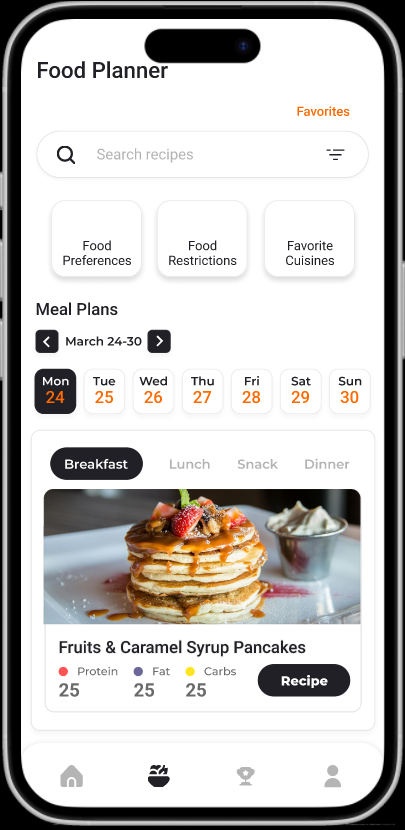 Food Planner
Favorites
Search recipes
Food Preferences
Food Restrictions
Favorite Cuisines
Meal Plans
March 24-30
Mon Tue Wed Thu Fri Sat Sun
24 25 26 27 28 29 30
Breakfast Lunch Snack Dinner
Fruits & Caramel Syrup Pancakes
Protein Fat Carbs
25 25 25
Recipe